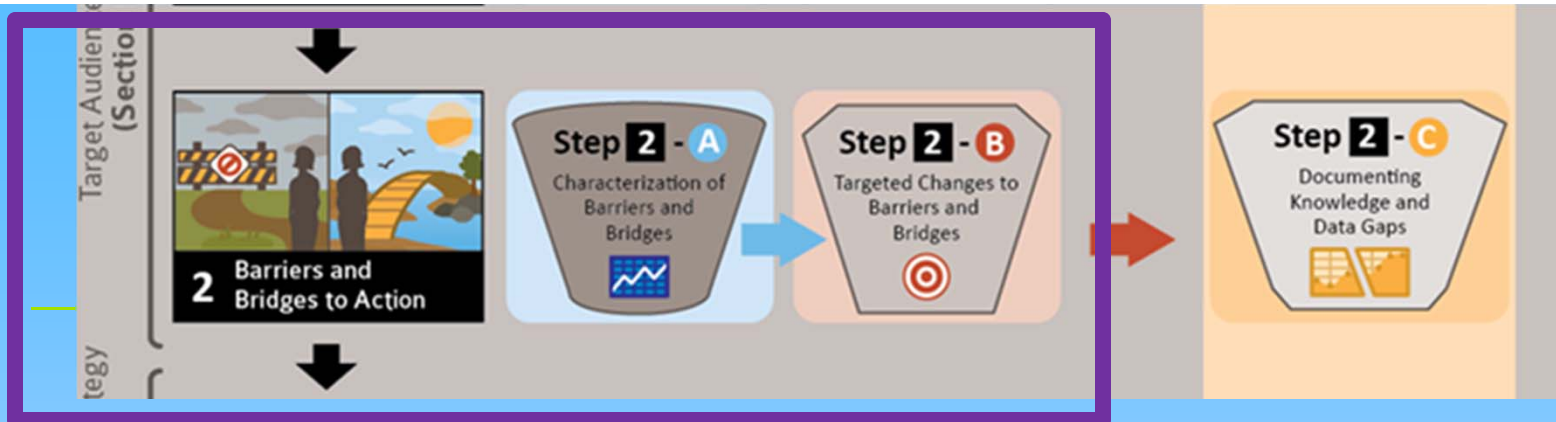 Target Audien
(Section
2 Barriers and
Bridges to Action
Step 2 - A
Characterization of
Barriers and
Bridges
Step 2 - B
Targeted Changes to
Barriers and
Bridges
Step 2 - C
Documenting
Knowledge and
Data Gaps
tegy